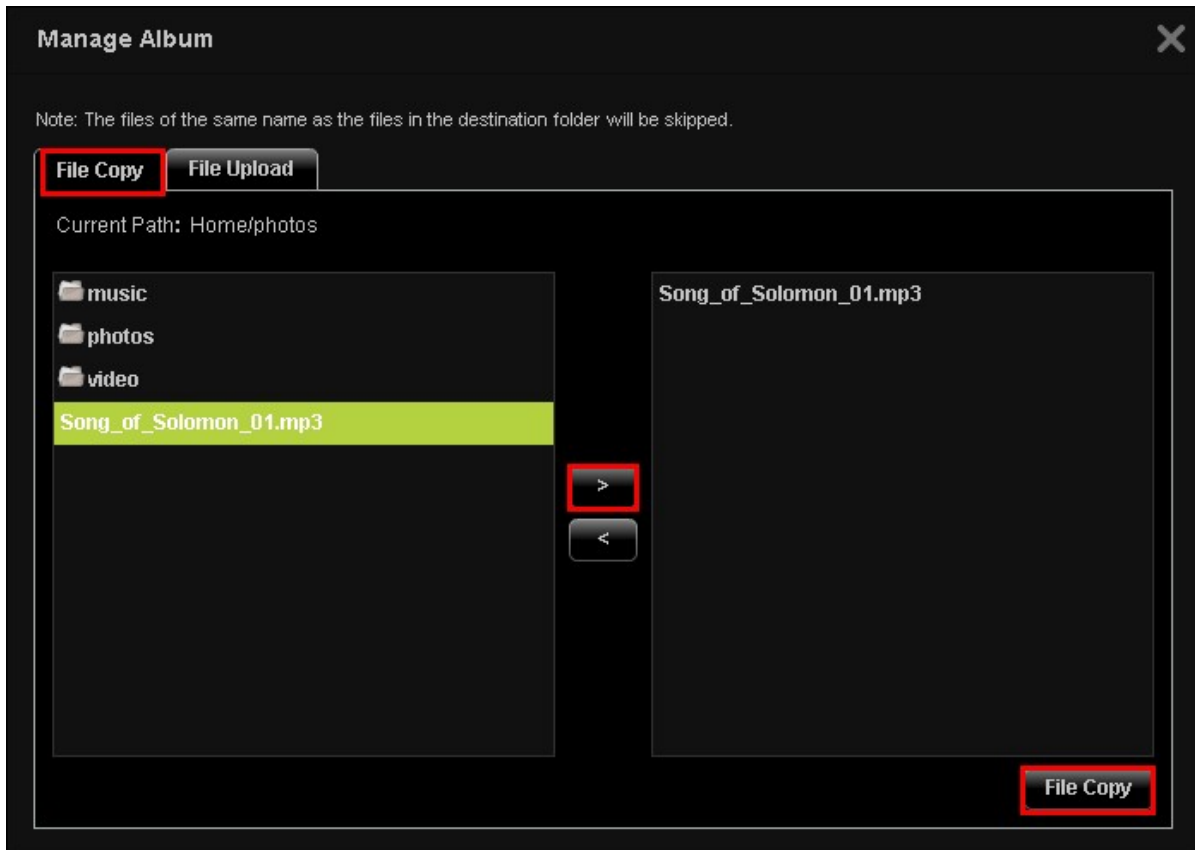 Manage Album
Note: The files of the same name as the files in the destination folder will be skipped.
File Copy
File Upload
Current Path: Home/photos
music
photos
video
Song_of_Solomon_01.mp3
>
<
Song_of_Solomon_01.mp3
File Copy